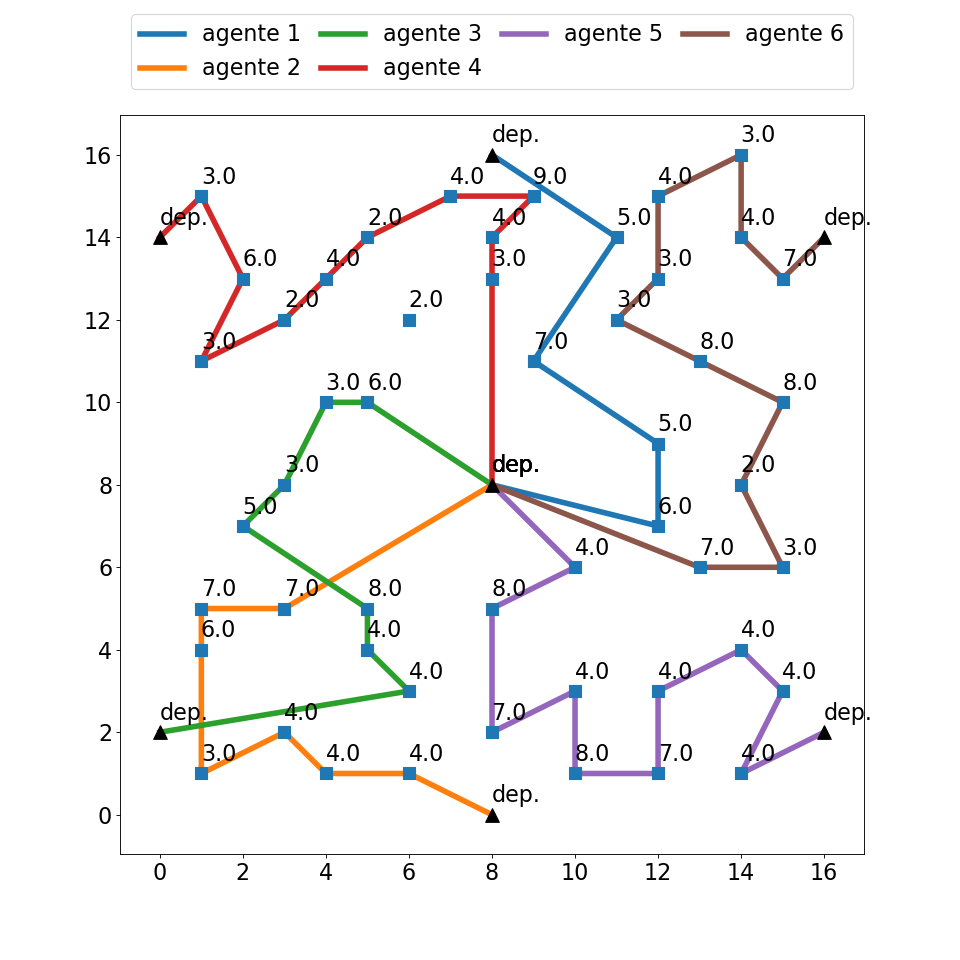 agente 1 agente 3 agente 5 agente 6
agente 2 agente 4
dep. 3.0
16
3.0 4.0 9.0 4.0
dep. 2.0 4.0 5.0 4.0 dep.
14
6.0 4.0 3.0 3.0 7.0
2.0 2.0 3.0
12
3.0 7.0 8.0
3.0 6.0 8.0
10
5.0
3.0 dep. 2.0
8
5.0 6.0
4.0 7.0 3.0
6
7.0 7.0 8.0 8.0
6.0 4.0 4.0
4
4.0 4.0 4.0 4.0
dep. 4.0 7.0 dep.
2
3.0 4.0 4.0 8.0 7.0 4.0
dep.
0
0 2 4 6 8 10 12 14 16